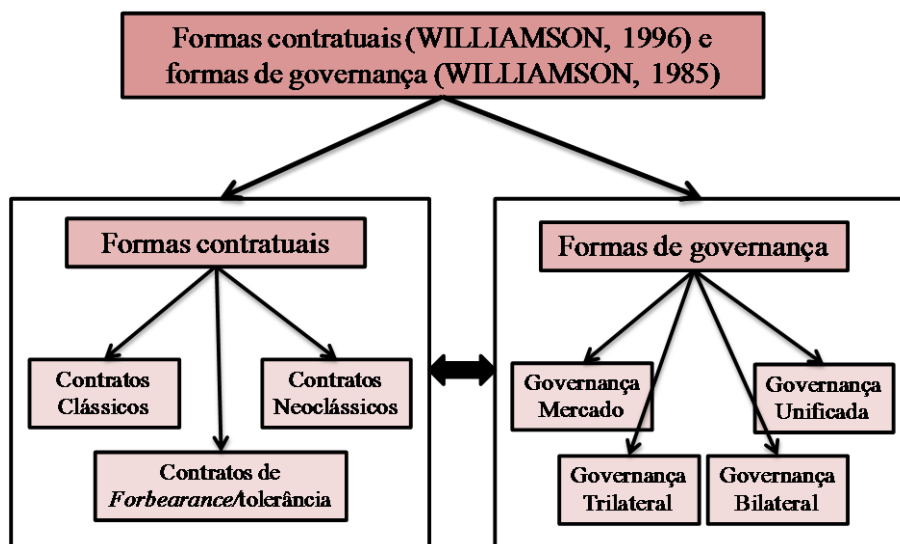 Formas contratuais (WILLIAMSON, 1996) e
formas de governança (WILLIAMSON, 1985)
Formas contratuais
Contratos
Clássicos
Contratos
Neoclássicos
Contratos de
Forbearance/tolerância
Formas de governança
Governança
Mercado
Governança
Unificada
Governança
Trilateral
Governança
Bilateral